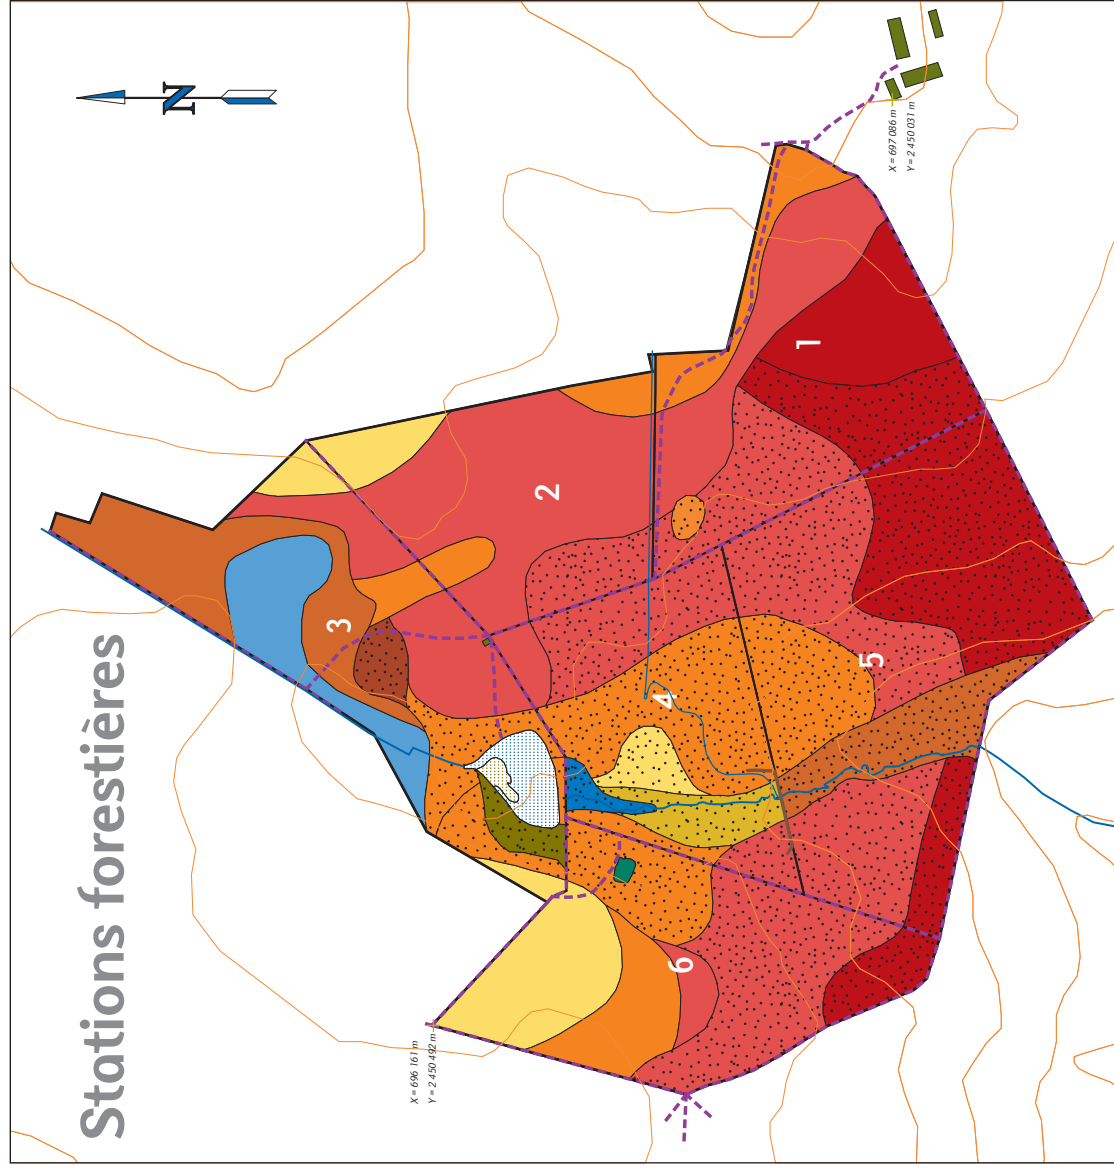 Stations forestières
N
X = 697 086 m
Y = 2 450 031 m
1
2
3
4
5
6
X = 696 161 m
Y = 2 450 492 m